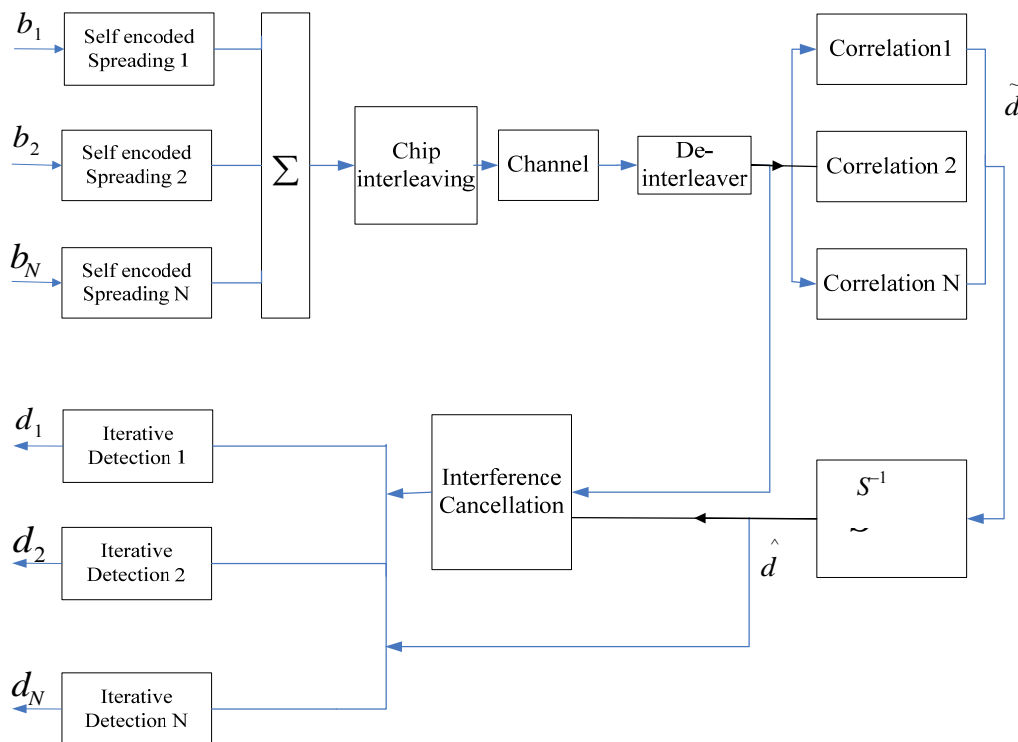 b1
Self encoded
Spreading 1
b2
Self encoded
Spreading 2
bN
Self encoded
Spreading N
∑
Chip
interleaving
Channel
De-
interleaver
Correlation1
Correlation 2
Correlation N
~
d
d1
Iterative
Detection 1
d2
Iterative
Detection 2
dN
Iterative
Detection N
Interference
Cancellation
^
d
S-1
~